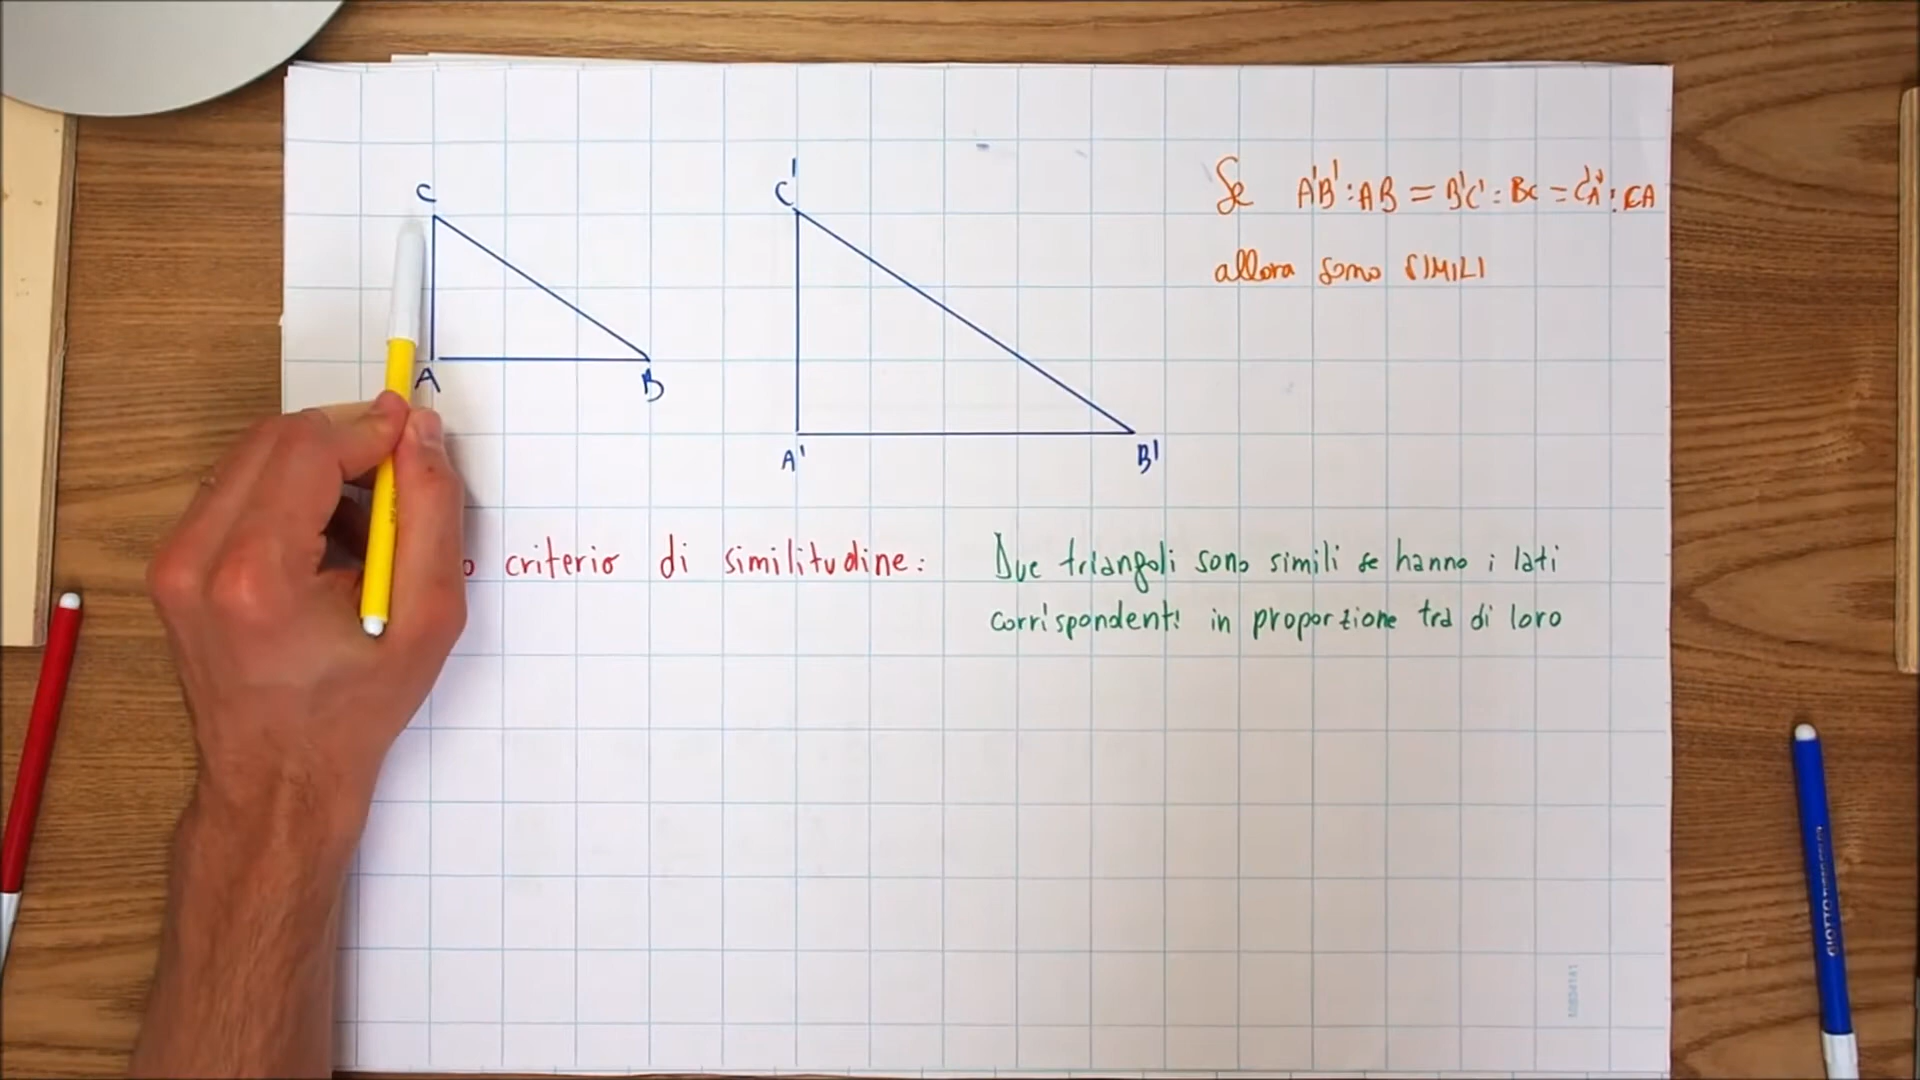 C
C'
A
B
A'
B'
Se A'B':AB = B'C':BC = C'A':CA
allora sono SIMILI
o criterio di similitudine:
Due triangoli sono simili se hanno i lati
corrispondenti in proporzione tra di loro